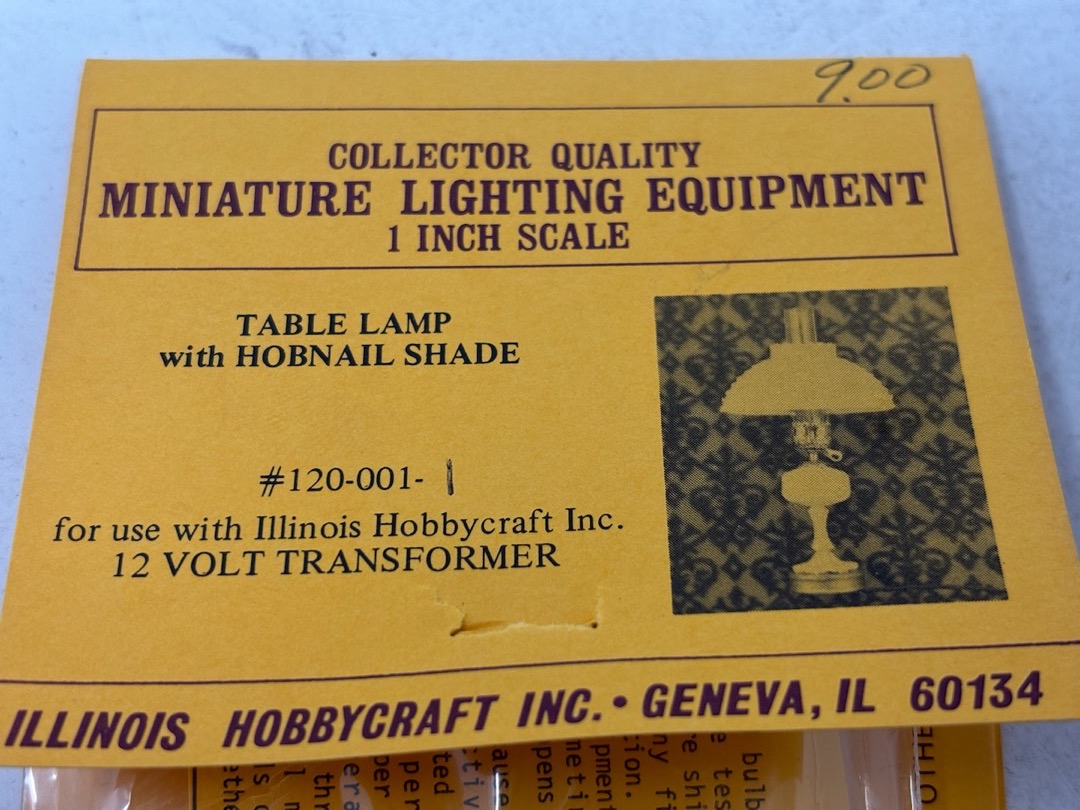 9.00
COLLECTOR QUALITY
MINIATURE LIGHTING EQUIPMENT
1 INCH SCALE
TABLE LAMP
with HOBNAIL SHADE
#120-001- 1
for use with Illinois Hobbycraft Inc.
12 VOLT TRANSFORMER
ILLINOIS HOBBYCRAFT INC. • GENEVA, IL 60134